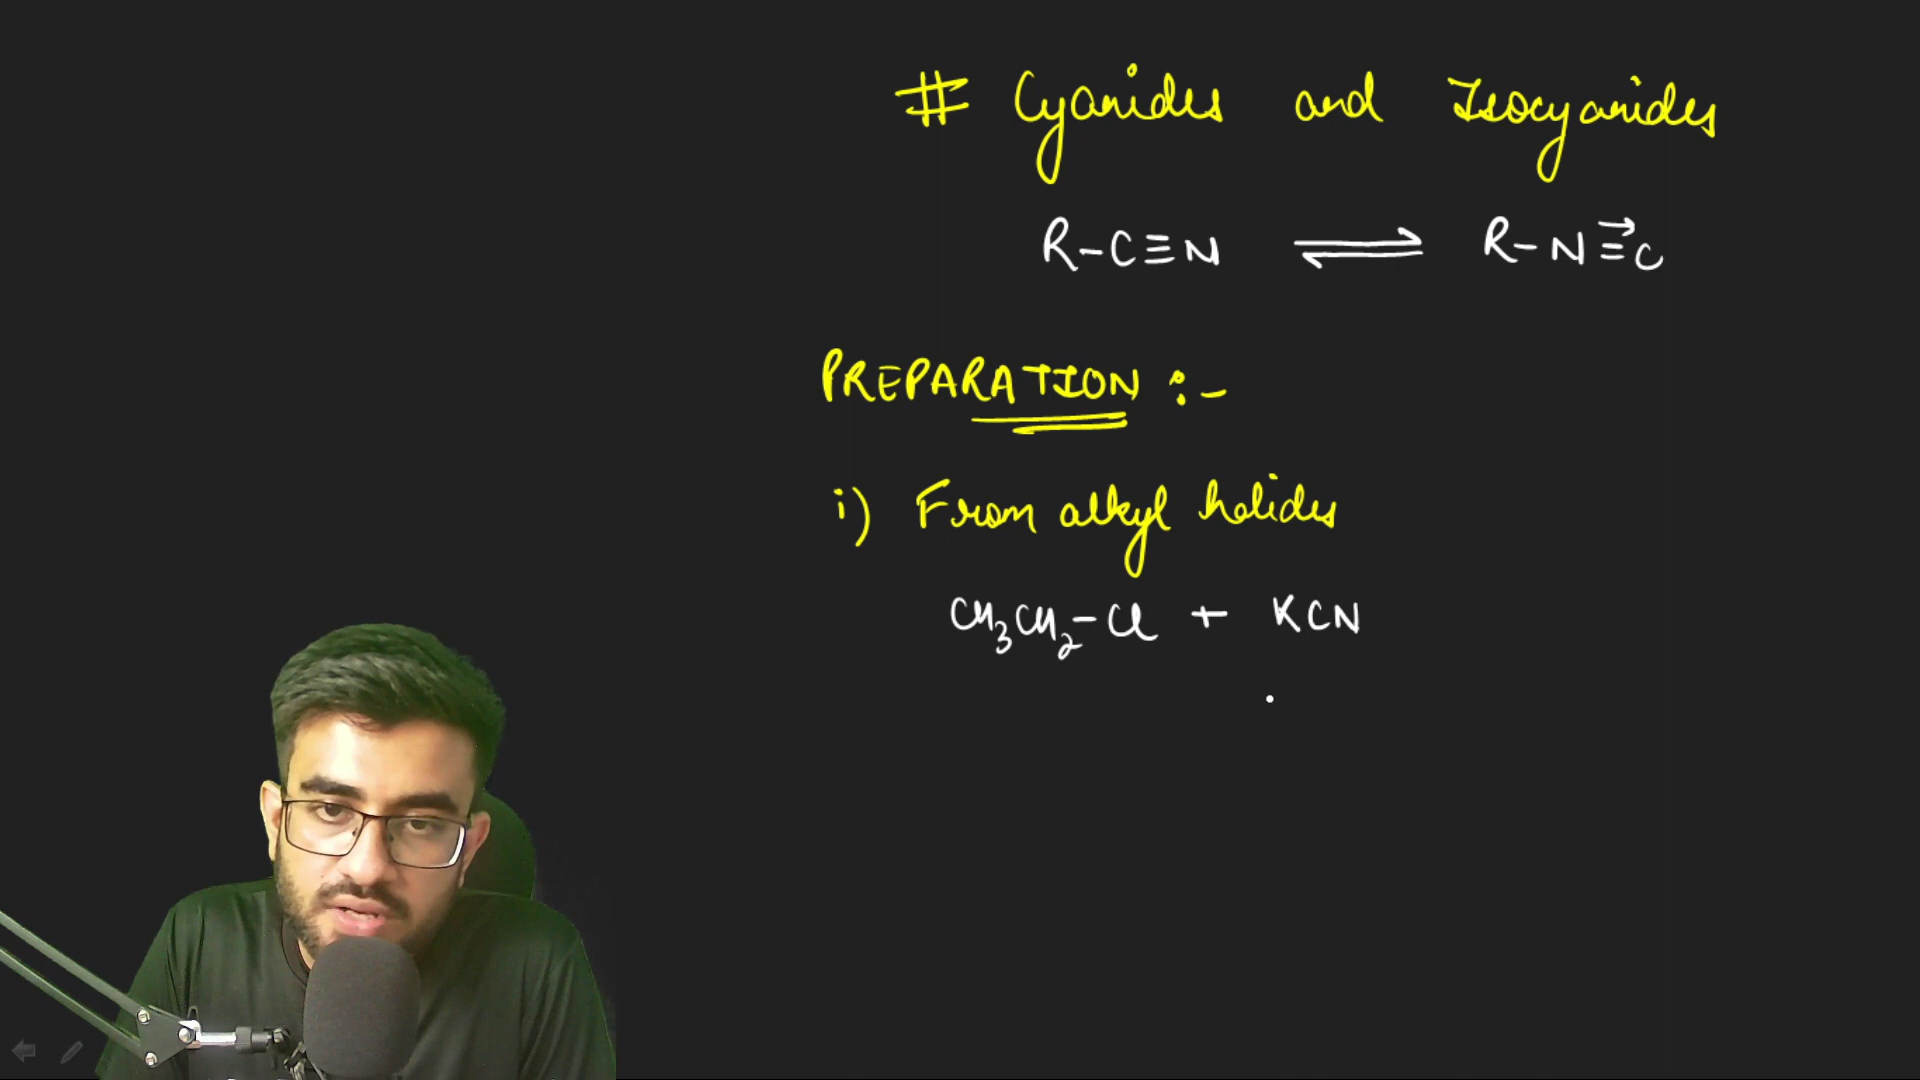 # Cyanides and Isocyanides
R-C≡N ⇌ R-N≡C
PREPARATION :-
i) From alkyl halides
CH₃CH₂-Cl + KCN